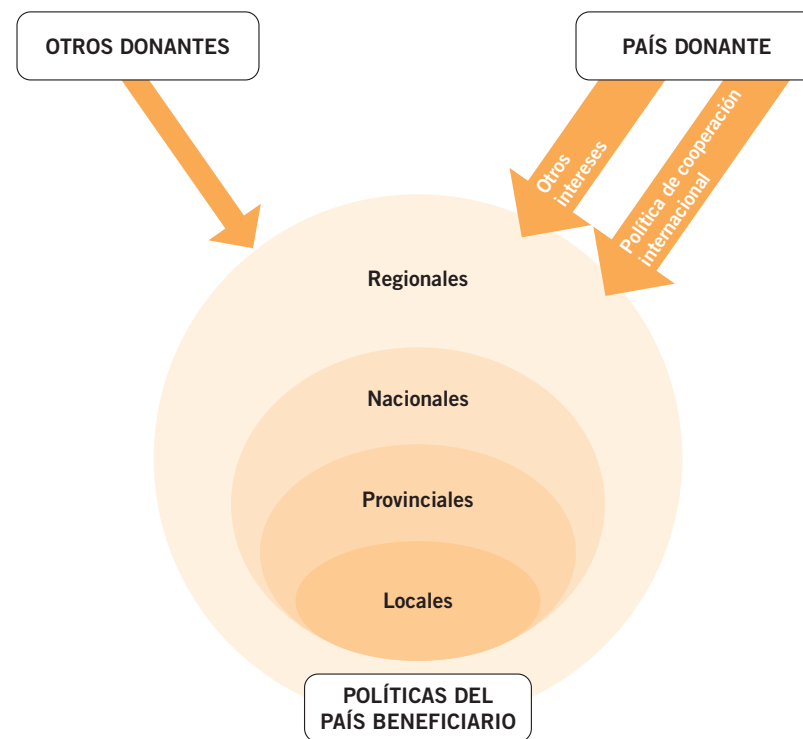 OTROS DONANTES
PAÍS DONANTE
Otros
intereses
Política de cooperación
internacional
Regionales
Nacionales
Provinciales
Locales
POLÍTICAS DEL
PAÍS BENEFICIARIO